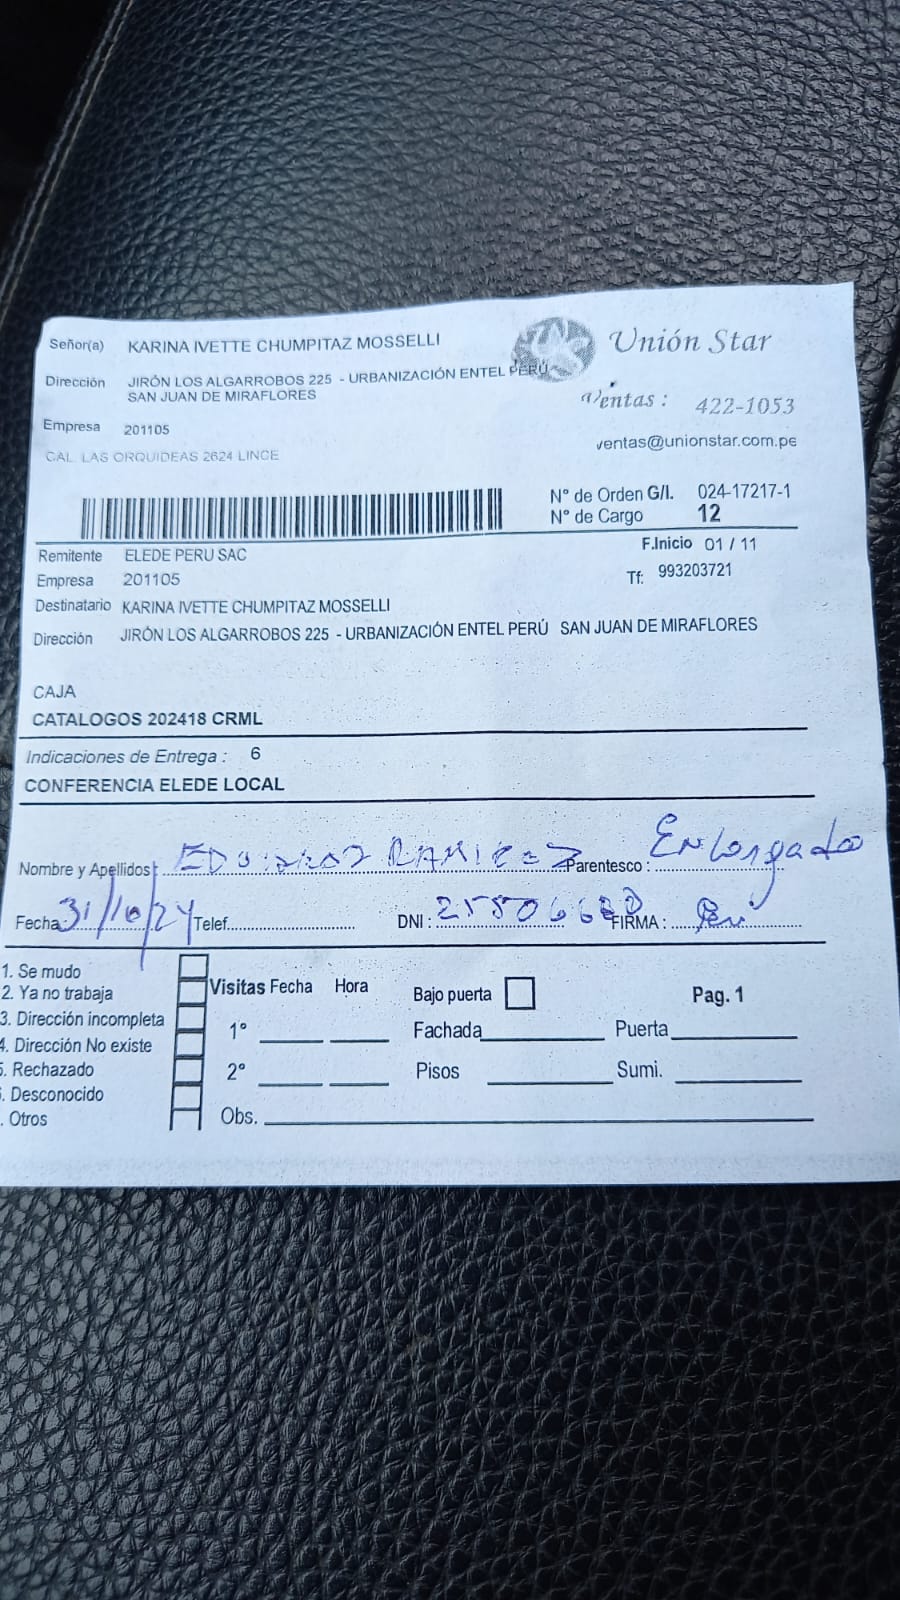 Señor(a) KARINA IVETTE CHUMPITAZ MOSSELLI
Unión Star
Dirección JIRÓN LOS ALGARROBOS 225 - URBANIZACIÓN ENTEL PERÚ
SAN JUAN DE MIRAFLORES
Ventas : 422-1053
Empresa 201105
ventas@unionstar.com.pe
CAL. LAS ORQUIDEAS 2624 LINCE
N° de Orden G/I. 024-17217-1
N° de Cargo 12
Remitente ELEDE PERU SAC
F.Inicio 01 / 11
Empresa 201105
Tf: 993203721
Destinatario KARINA IVETTE CHUMPITAZ MOSSELLI
Dirección JIRÓN LOS ALGARROBOS 225 - URBANIZACIÓN ENTEL PERÚ SAN JUAN DE MIRAFLORES
CAJA
CATALOGOS 202418 CRML
Indicaciones de Entrega : 6
CONFERENCIA ELEDE LOCAL
Nombre y Apellidos: RAMIREZ Parentesco : Encargado
Fecha 31/10/24 Telef. DNI : FIRMA :
1. Se mudo
2. Ya no trabaja
3. Dirección incompleta
4. Dirección No existe
5. Rechazado
. Desconocido
. Otros
Visitas Fecha Hora Bajo puerta Pag. 1
1° Fachada Puerta
2° Pisos Sumi.
Obs.